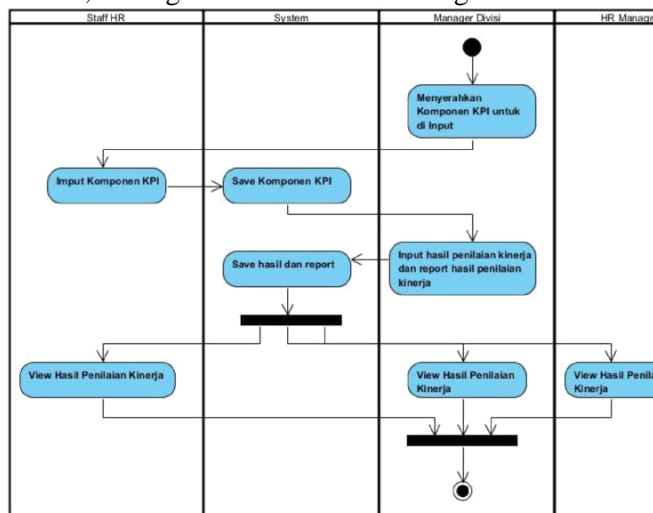 Staff HR
System
Manager Divisi
HR Manage
Menyerahkan
Komponen KPI untuk
di Input
Imput Komponen KPI
Save Komponen KPI
Input hasil penilaian kinerja
dan report hasil penilaian
kinerja
Save hasil dan report
View Hasil Penilaian Kinerja
View Hasil Penilaian
Kinerja
View Hasil Penila
Kinerja